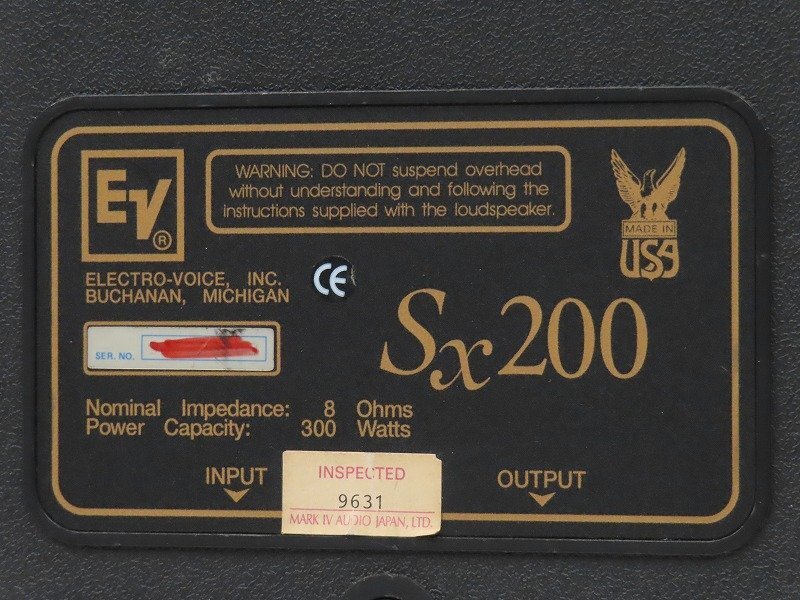 EV®
WARNING: DO NOT suspend overhead
without understanding and following the
instructions supplied with the loudspeaker.
MADE IN
USA
ELECTRO-VOICE, INC.
BUCHANAN, MICHIGAN
CE
Sx200
SER. NO.
Nominal Impedance: 8 Ohms
Power Capacity: 300 Watts
INPUT
OUTPUT
INSPECTED
9631
MARK IV AUDIO JAPAN, LTD.